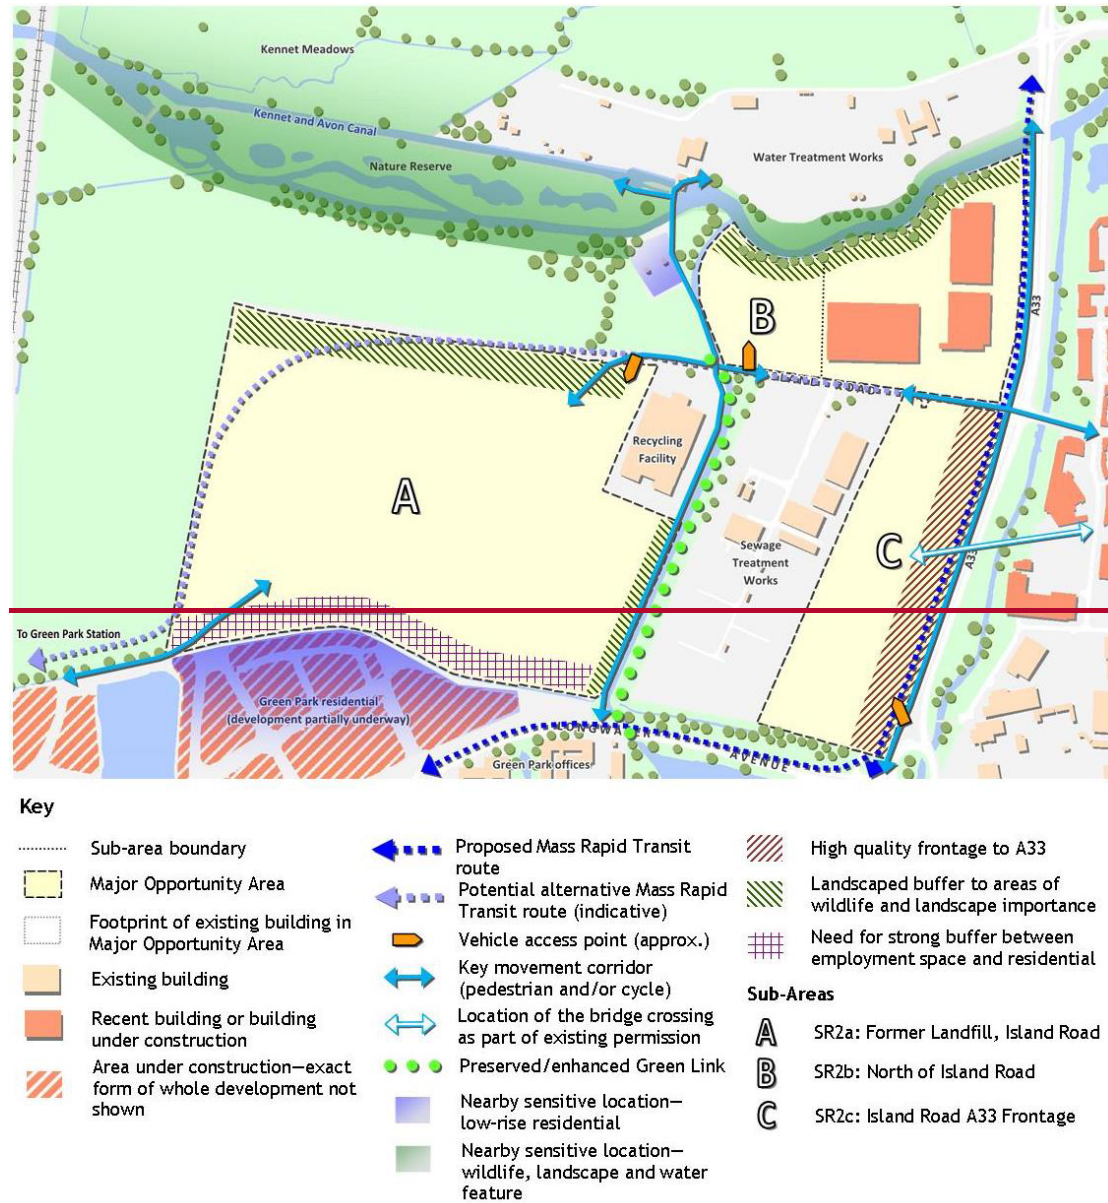 Kennet Meadows
Kennet and Avon Canal
Nature Reserve
Water Treatment Works
A33
B
ROAD
Recycling
Facility
A
C
Sewage
Treatment
Works
A33
To Green Park Station
Green Park residential
(development partially underway)
LONGWATER
AVENUE
Green Park offices
Key
Sub-area boundary
Major Opportunity Area
Footprint of existing building in
Major Opportunity Area
Existing building
Recent building or building
under construction
Area under construction—exact
form of whole development not
shown
Proposed Mass Rapid Transit
route
Potential alternative Mass Rapid
Transit route (indicative)
Vehicle access point (approx.)
Key movement corridor
(pedestrian and/or cycle)
Location of the bridge crossing
as part of existing permission
Preserved/enhanced Green Link
Nearby sensitive location—
low-rise residential
Nearby sensitive location—
wildlife, landscape and water
feature
High quality frontage to A33
Landscaped buffer to areas of
wildlife and landscape importance
Need for strong buffer between
employment space and residential
Sub-Areas
A SR2a: Former Landfill, Island Road
B SR2b: North of Island Road
C SR2c: Island Road A33 Frontage